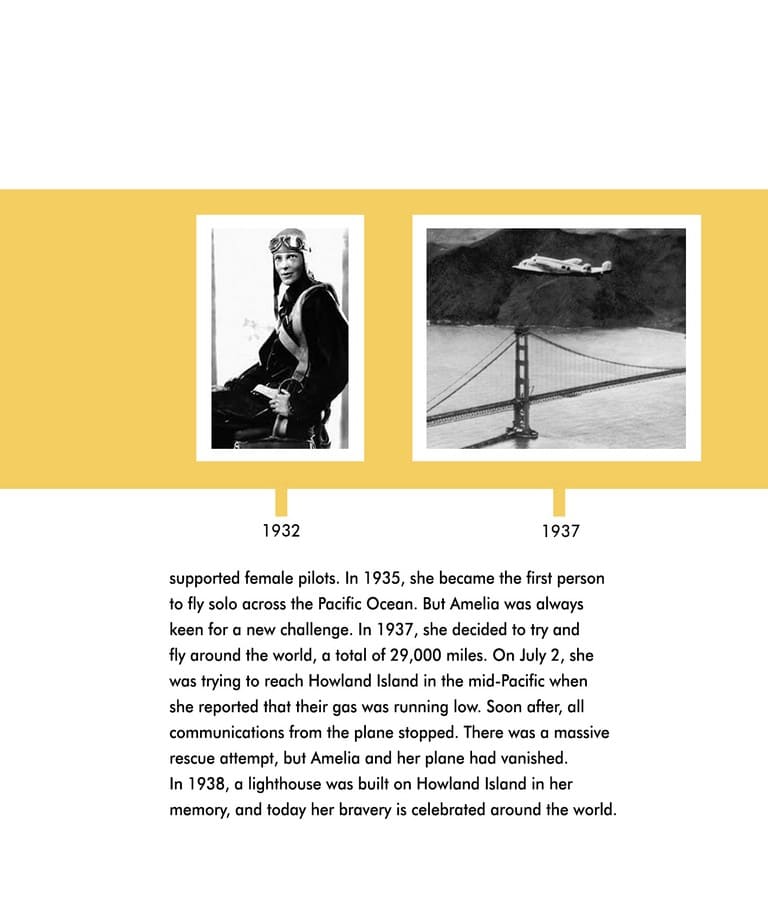 1932
1937
supported female pilots. In 1935, she became the first person
to fly solo across the Pacific Ocean. But Amelia was always
keen for a new challenge. In 1937, she decided to try and
fly around the world, a total of 29,000 miles. On July 2, she
was trying to reach Howland Island in the mid-Pacific when
she reported that their gas was running low. Soon after, all
communications from the plane stopped. There was a massive
rescue attempt, but Amelia and her plane had vanished.
In 1938, a lighthouse was built on Howland Island in her
memory, and today her bravery is celebrated around the world.